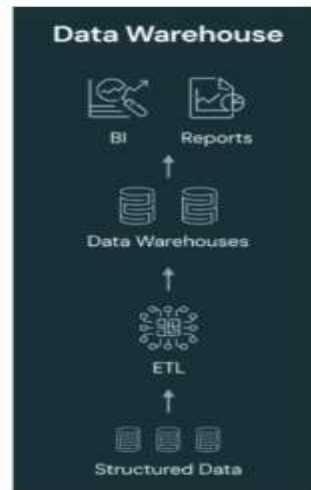 Data Warehouse
BI Reports
Data Warehouses
ETL
Structured Data